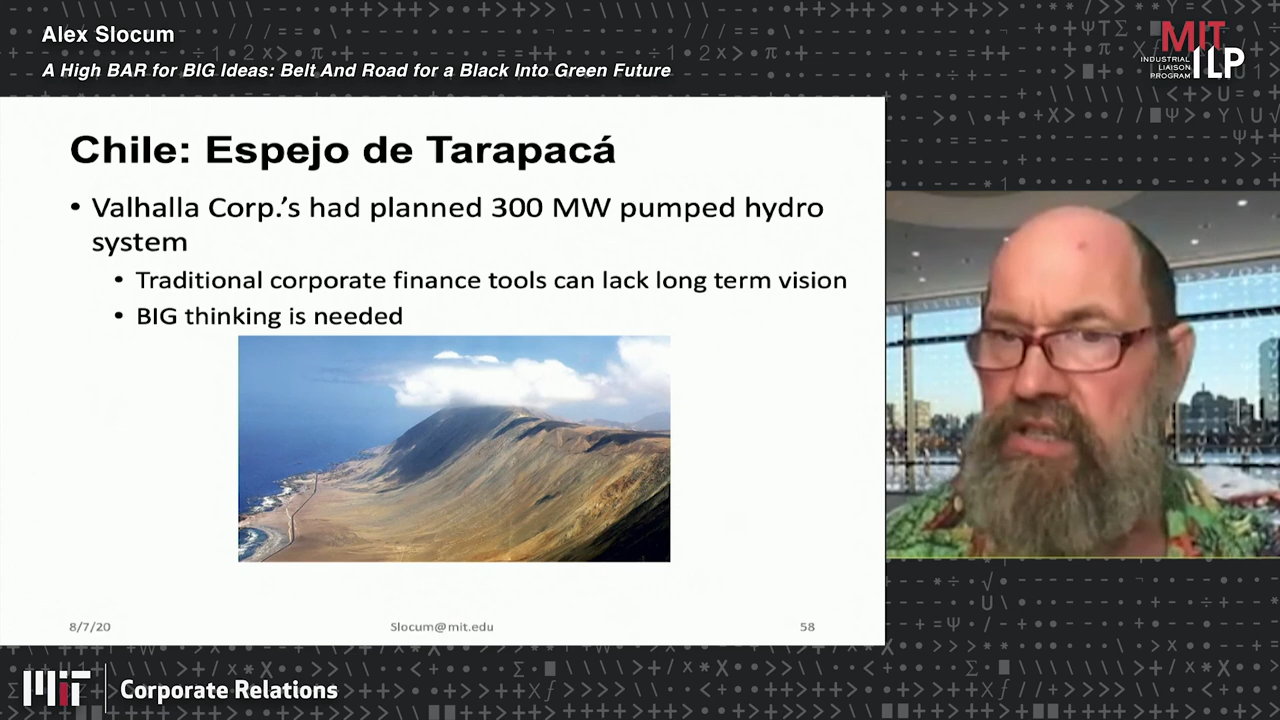 Alex Slocum
A High BAR for BIG Ideas: Belt And Road for a Black Into Green Future
MIT
INDUSTRIAL
LIAISON
PROGRAM
ILP
Chile: Espejo de Tarapacá
• Valhalla Corp.'s had planned 300 MW pumped hydro
system
• Traditional corporate finance tools can lack long term vision
• BIG thinking is needed
8/7/20
Slocum@mit.edu
58
MIT
Corporate Relations